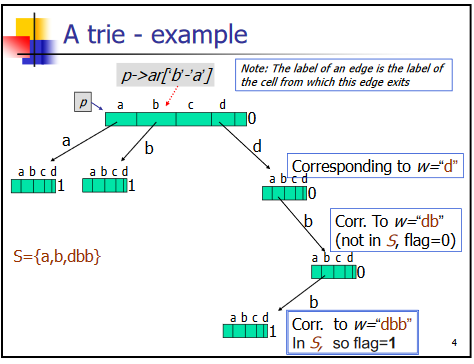 A trie - example
p->ar['b'-'a']
Note: The label of an edge is the label of
the cell from which this edge exits
p
a b c d
0
a
b
d
a b c d
1
a b c d
1
Corresponding to w="d"
a b c d
0
b
Corr. To w="db"
(not in S, flag=0)
S={a,b,dbb}
a b c d
0
b
a b c d
1
Corr. to w="dbb"
In S, so flag=1
4